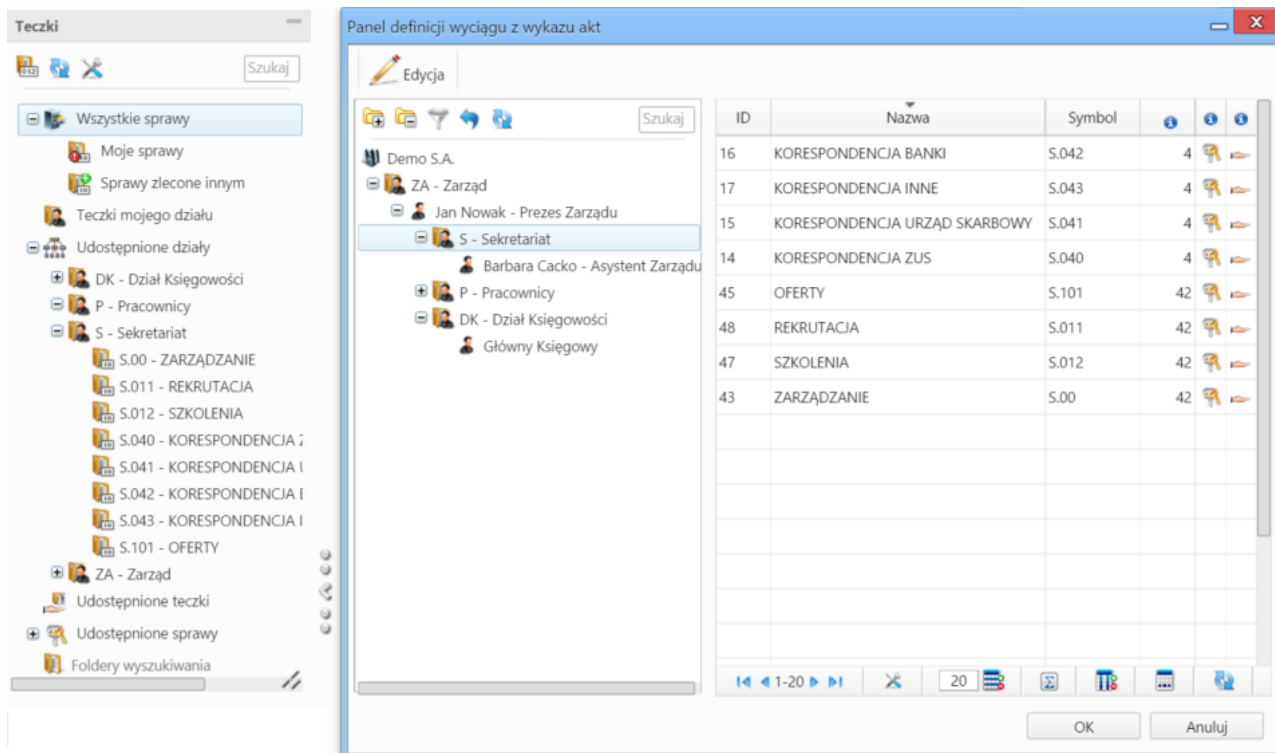 Teczki
Szukaj
Wszystkie sprawy
Moje sprawy
Sprawy zlecone innym
Teczki mojego działu
Udostępnione działy
DK - Dział Księgowości
P - Pracownicy
S - Sekretariat
S.00 - ZARZĄDZANIE
S.011 - REKRUTACJA
S.012 - SZKOLENIA
S.040 - KORESPONDENCJA
S.041 - KORESPONDENCJA
S.042 - KORESPONDENCJA
S.043 - KORESPONDENCJA
S.101 - OFERTY
ZA - Zarząd
Udostępnione teczki
Udostępnione sprawy
Foldery wyszukiwania
Panel definicji wyciągu z wykazu akt
Edycja
Szukaj
Demo S.A.
ZA - Zarząd
Jan Nowak - Prezes Zarządu
S - Sekretariat
Barbara Cacko - Asystent Zarządu
P - Pracownicy
DK - Dział Księgowości
Główny Księgowy
ID Nazwa Symbol
16 KORESPONDENCJA BANKI S.042 4
17 KORESPONDENCJA INNE S.043 4
15 KORESPONDENCJA URZĄD SKARBOWY S.041 4
14 KORESPONDENCJA ZUS S.040 4
45 OFERTY S.101 42
48 REKRUTACJA S.011 42
47 SZKOLENIA S.012 42
43 ZARZĄDZANIE S.00 42
1-20 20
OK Anuluj